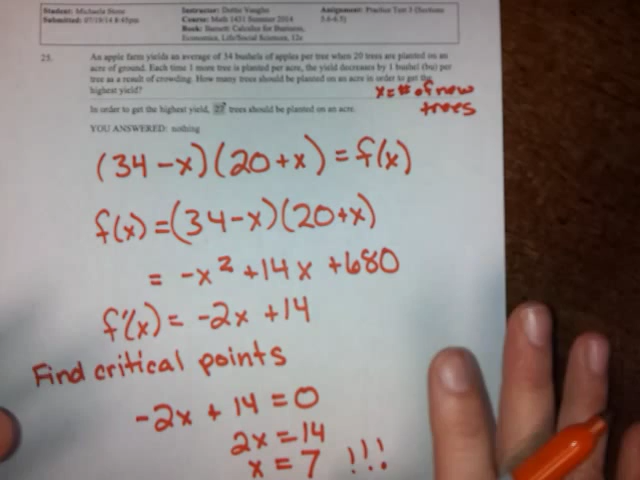 Student: Michaela Stone
Submitted: 07/19/14 8:45pm
Instructor: Dottie Vaughn
Course: Math 1431 Summer 2014
Book: Barnett: Calculus for Business,
Economics, Life/Social Sciences, 12e
Assignment: Practice Test 3 (Sections
25.
An apple farm yields an average of 34 bushels of apples per tree when 20 trees are planted on an
acre of ground. Each time 1 more tree is planted per acre, the yield decreases by 1 bushel (bu) per
tree as a result of crowding. How many trees should be planted on an acre in order to get the
highest yield?
x = # of new
trees
In order to get the highest yield, 27 trees should be planted on an acre.
YOU ANSWERED: nothing
(34-x)(20+x) = f(x)
f(x) = (34-x)(20+x)
= -x² + 14x + 680
f'(x) = -2x + 14
Find critical points
-2x + 14 = 0
2x = 14
x = 7 !!!